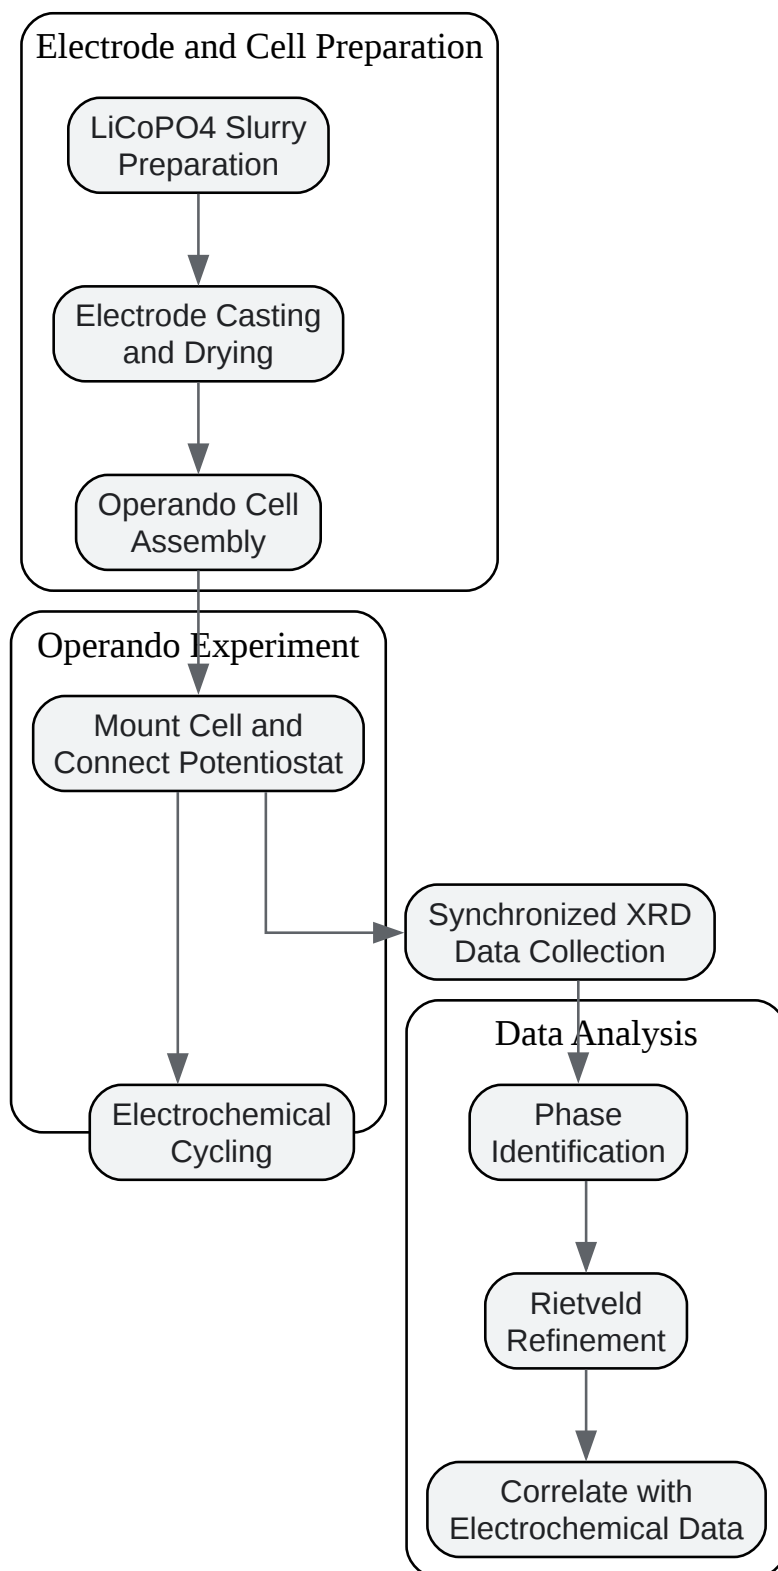 Electrode and Cell Preparation
LiCoPO4 Slurry
Preparation
Electrode Casting
and Drying
Operando Cell
Assembly
Operando Experiment
Mount Cell and
Connect Potentiostat
Synchronized XRD
Data Collection
Data Analysis
Electrochemical
Cycling
Phase
Identification
Rietveld
Refinement
Correlate with
Electrochemical Data